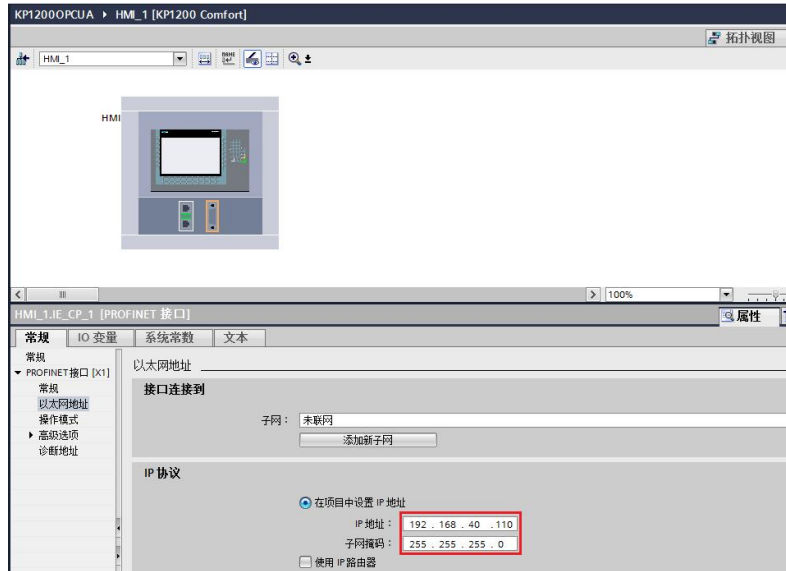 KP1200OPCUA ▸ HMI_1 [KP1200 Comfort]
拓扑视图
HMI_1
HMI
100%
HMI_1.IE_CP_1 [PROFINET 接口]
属性
常规 IO 变量 系统常数 文本
常规
PROFINET接口 [X1]
常规
以太网地址
操作模式
高级选项
诊断地址
以太网地址
接口连接到
子网： 未联网
添加新子网
IP 协议
在项目中设置 IP 地址
IP 地址： 192 . 168 . 40 . 110
子网掩码： 255 . 255 . 255 . 0
使用 IP 路由器